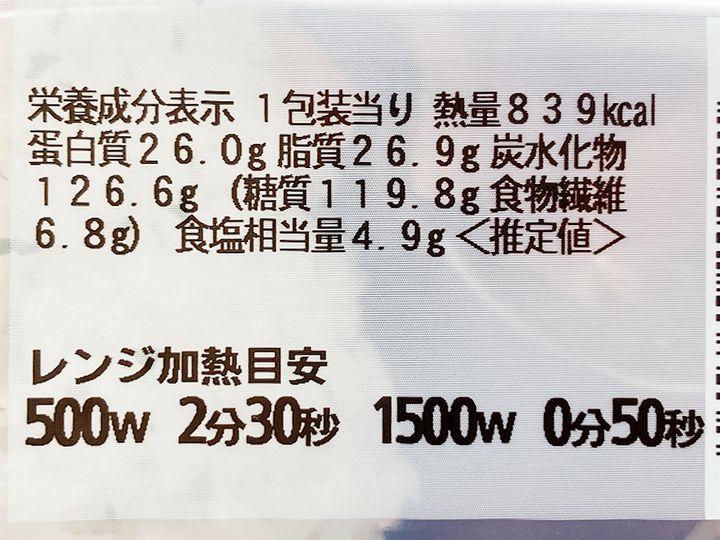 栄養成分表示 1包装当り 熱量839kcal
蛋白質26.0g 脂質26.9g 炭水化物
126.6g (糖質119.8g 食物繊維
6.8g) 食塩相当量4.9g <推定値>
レンジ加熱目安
500W 2分30秒 1500W 0分50秒